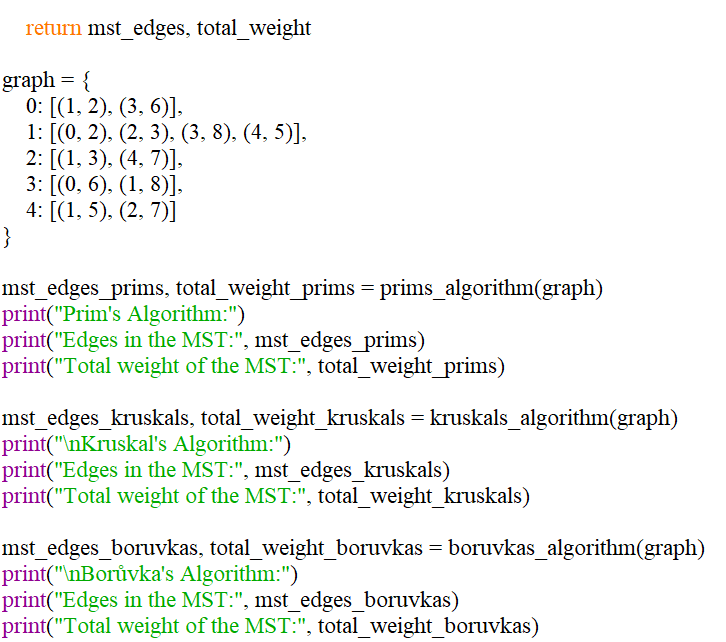 return mst_edges, total_weight
graph = {
0: [(1, 2), (3, 6)],
1: [(0, 2), (2, 3), (3, 8), (4, 5)],
2: [(1, 3), (4, 7)],
3: [(0, 6), (1, 8)],
4: [(1, 5), (2, 7)]
}
mst_edges_prims, total_weight_prims = prims_algorithm(graph)
print("Prim's Algorithm:")
print("Edges in the MST:", mst_edges_prims)
print("Total weight of the MST:", total_weight_prims)
mst_edges_kruskals, total_weight_kruskals = kruskals_algorithm(graph)
print("\nKruskal's Algorithm:")
print("Edges in the MST:", mst_edges_kruskals)
print("Total weight of the MST:", total_weight_kruskals)
mst_edges_boruvkas, total_weight_boruvkas = boruvkas_algorithm(graph)
print("\nBorůvka's Algorithm:")
print("Edges in the MST:", mst_edges_boruvkas)
print("Total weight of the MST:", total_weight_boruvkas)